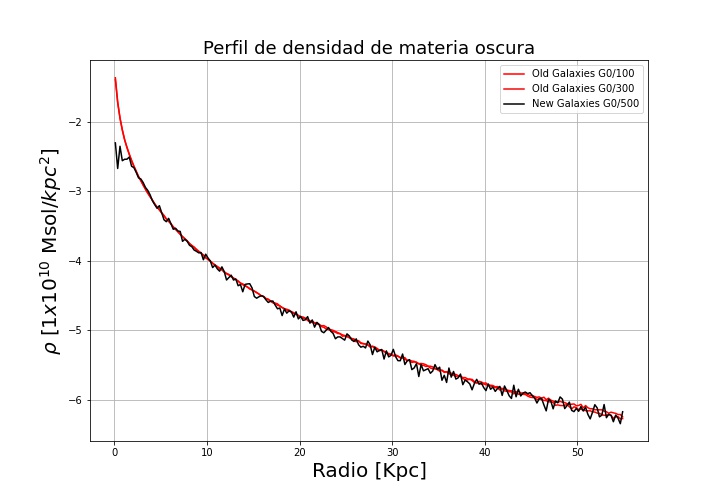 Perfil de densidad de materia oscura
Old Galaxies G0/100
Old Galaxies G0/300
New Galaxies G0/500
ρ [1x10¹⁰ Msol/kpc²]
−2
−3
−4
−5
−6
0 10 20 30 40 50
Radio [Kpc]